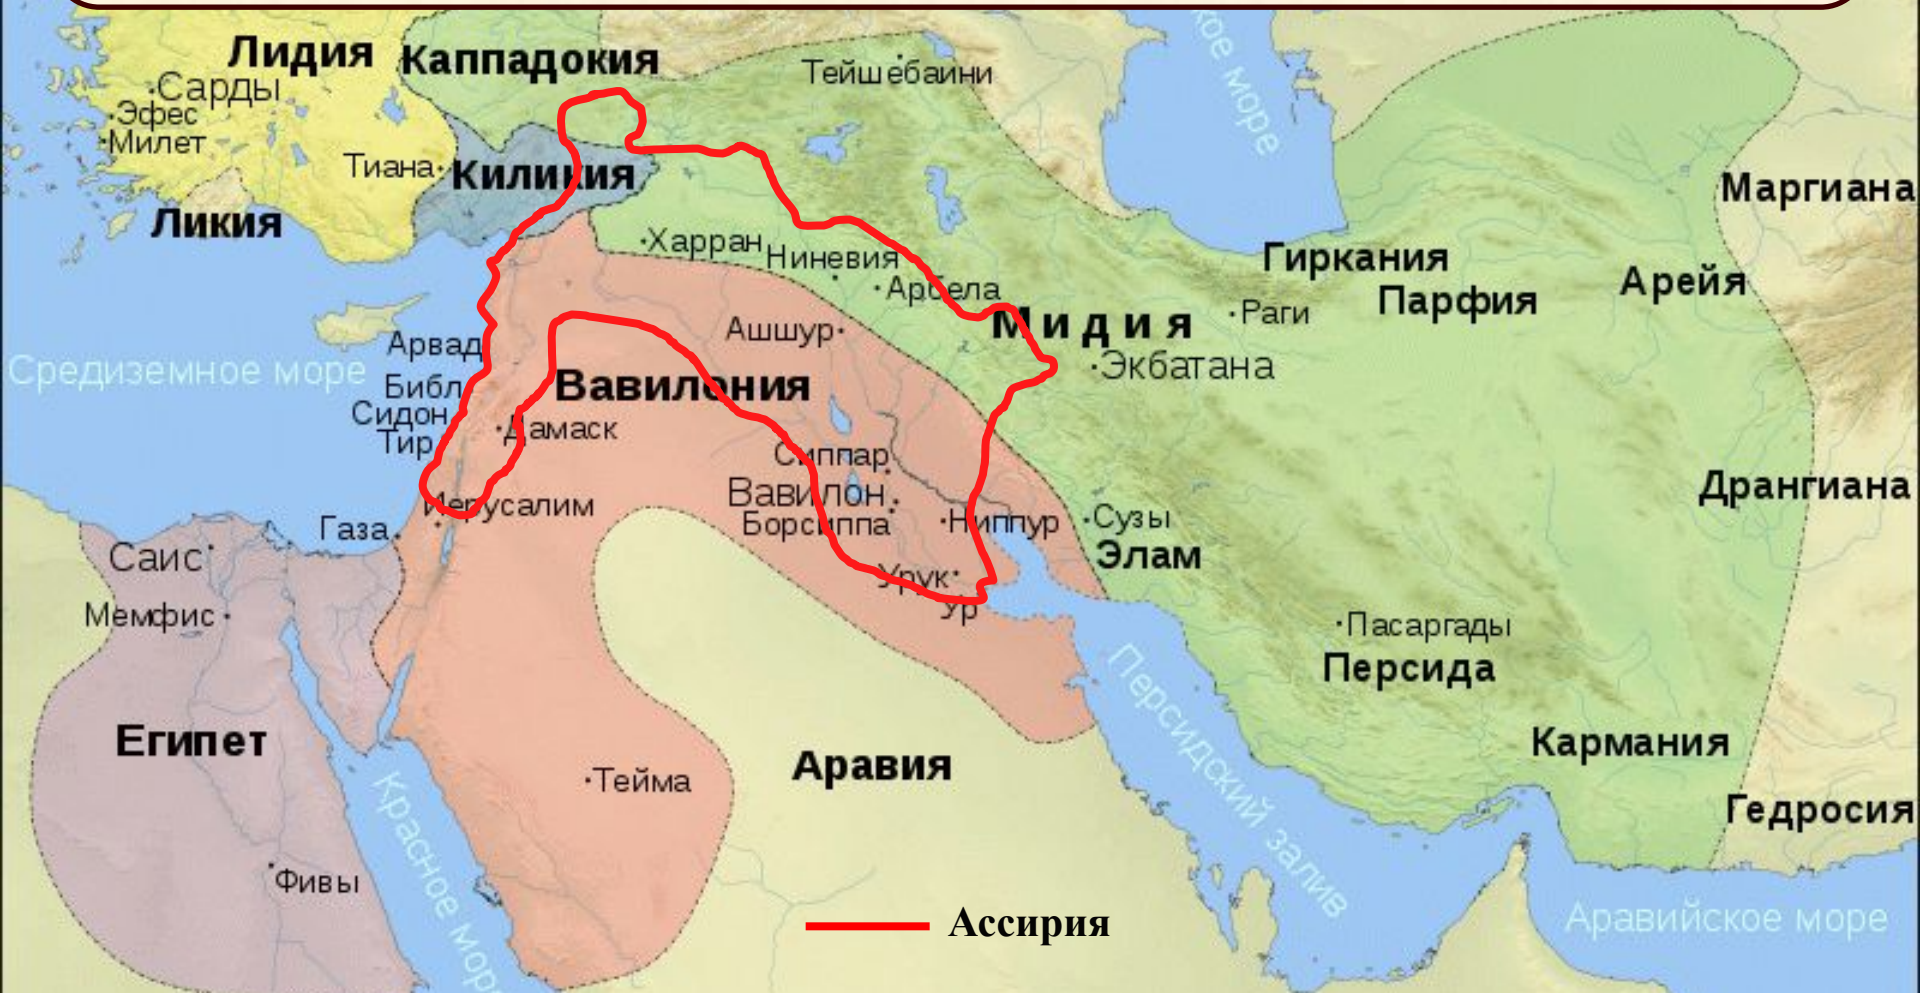 Лидия
Каппадокия
Тейшебаини
кое море
Сарды
Эфес
Милет
Тиана
Киликия
Ликия
Маргиана
Харран
Ниневия
Арбела
Гиркания
Парфия
Арейя
Раги
Мидия
Экбатана
Ашшур
Арвад
Средиземное море
Библ
Вавилония
Сидон
Тир
Дамаск
Сиппар
Вавилон
Борсиппа
Ниппур
Сузы
Элам
Дрангиана
Иерусалим
Газа
Саис
Мемфис
Урук
Ур
Пасаргады
Персида
Персидский залив
Египет
Аравия
Тейма
Кармания
Гедросия
Красное мор
Фивы
Ассирия
Аравийское море